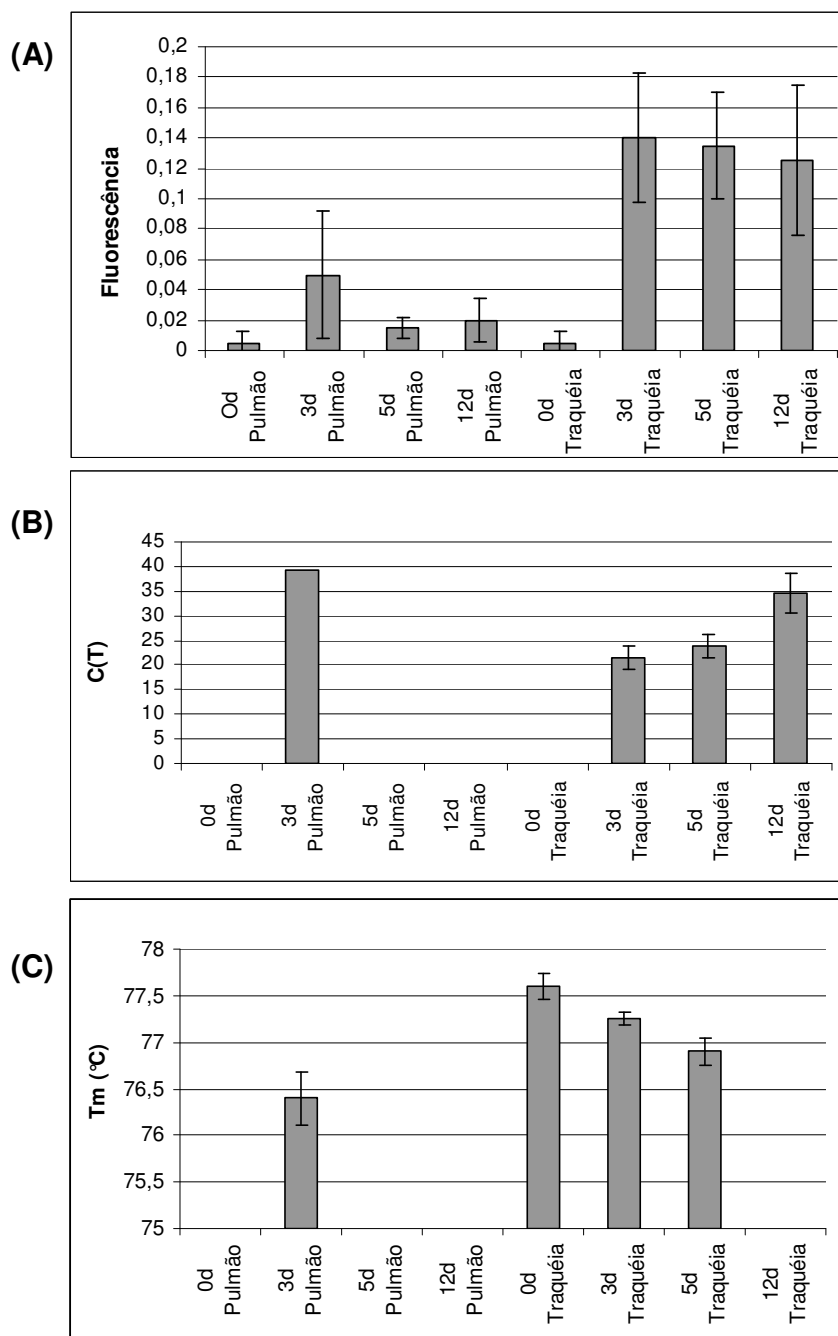 (A)
Fluorescência
0,2
0,18
0,16
0,14
0,12
0,1
0,08
0,06
0,04
0,02
0
Od Pulmão
3d Pulmão
5d Pulmão
12d Pulmão
0d Traquéia
3d Traquéia
5d Traquéia
12d Traquéia
(B)
C(T)
45
40
35
30
25
20
15
10
5
0
0d Pulmão
3d Pulmão
5d Pulmão
12d Pulmão
0d Traquéia
3d Traquéia
5d Traquéia
12d Traquéia
(C)
Tm (°C)
78
77,5
77
76,5
76
75,5
75
0d Pulmão
3d Pulmão
5d Pulmão
12d Pulmão
0d Traquéia
3d Traquéia
5d Traquéia
12d Traquéia